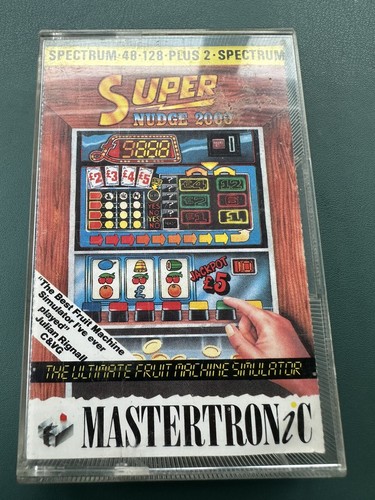 SPECTRUM·48·128·PLUS 2·SPECTRUM
SUPER
NUDGE 2000
£2 £3 £4 £5
JACKPOT
£5
"The Best Fruit Machine
Simulator I've ever
played"
Julian Rignall
C&VG
THE ULTIMATE FRUIT MACHINE SIMULATOR
MASTERTRONiC